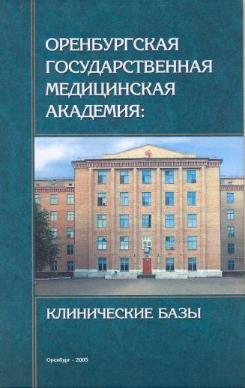 ОРЕНБУРГСКАЯ
ГОСУДАРСТВЕННАЯ
МЕДИЦИНСКАЯ
АКАДЕМИЯ:
КЛИНИЧЕСКИЕ БАЗЫ
Оренбург - 2005